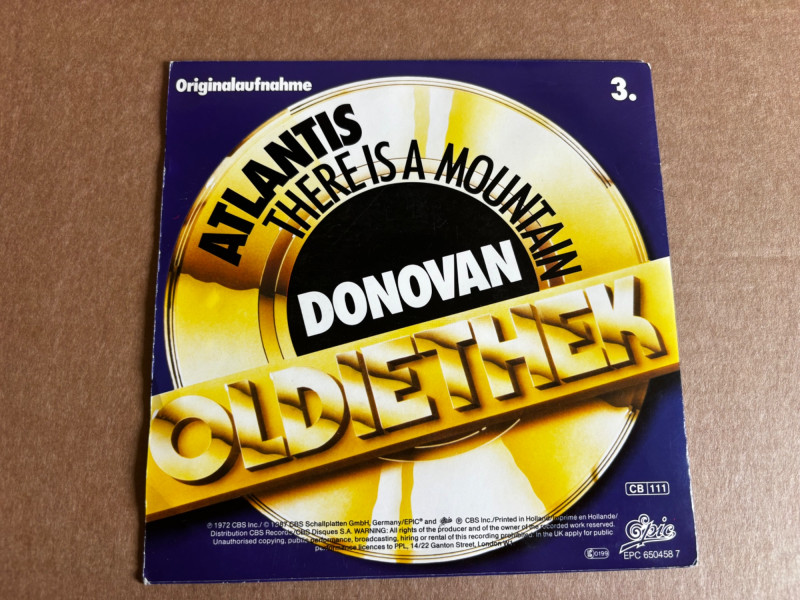 Originalaufnahme
3.
ATLANTIS
THERE IS A MOUNTAIN
DONOVAN
OLDIETHEK
CB 111
℗ 1972 CBS Inc./ © 1987 CBS Schallplatten GmbH, Germany/EPIC® and ® CBS Inc./Printed in Holland/Imprimé en Hollande/
Distribution CBS Records/CBS Disques S.A. WARNING: All rights of the producer and of the owner of the recorded work reserved.
Unauthorised copying, public performance, broadcasting, hiring or rental of this recording prohibited. In the UK apply for public
performance licences to PPL, 14/22 Ganton Street, London W1
0199
Epic
EPC 650458 7